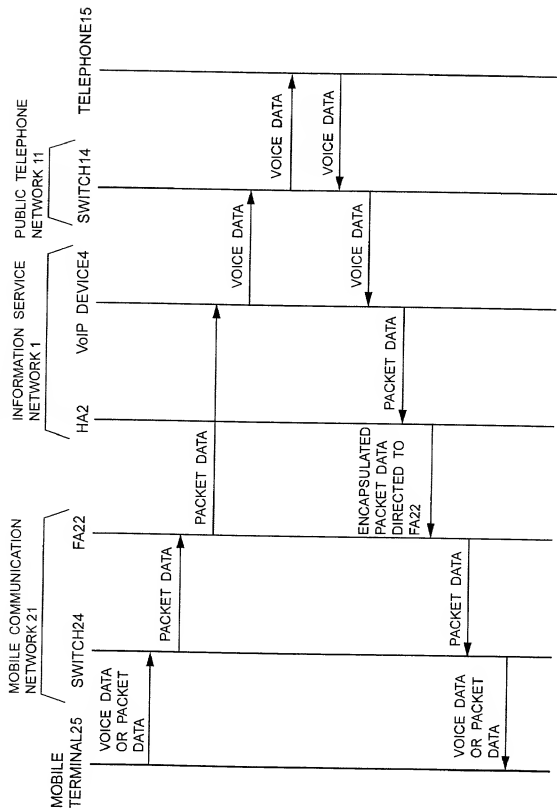 MOBILE COMMUNICATION
NETWORK 21
INFORMATION SERVICE
NETWORK 1
PUBLIC TELEPHONE
NETWORK 11
MOBILE
TERMINAL25
SWITCH24
FA22
HA2
VoIP DEVICE4
SWITCH14
TELEPHONE15
VOICE DATA
OR PACKET
DATA
PACKET DATA
PACKET DATA
VOICE DATA
VOICE DATA
VOICE DATA
VOICE DATA
PACKET DATA
ENCAPSULATED
PACKET DATA
DIRECTED TO
FA22
PACKET DATA
VOICE DATA
OR PACKET
DATA